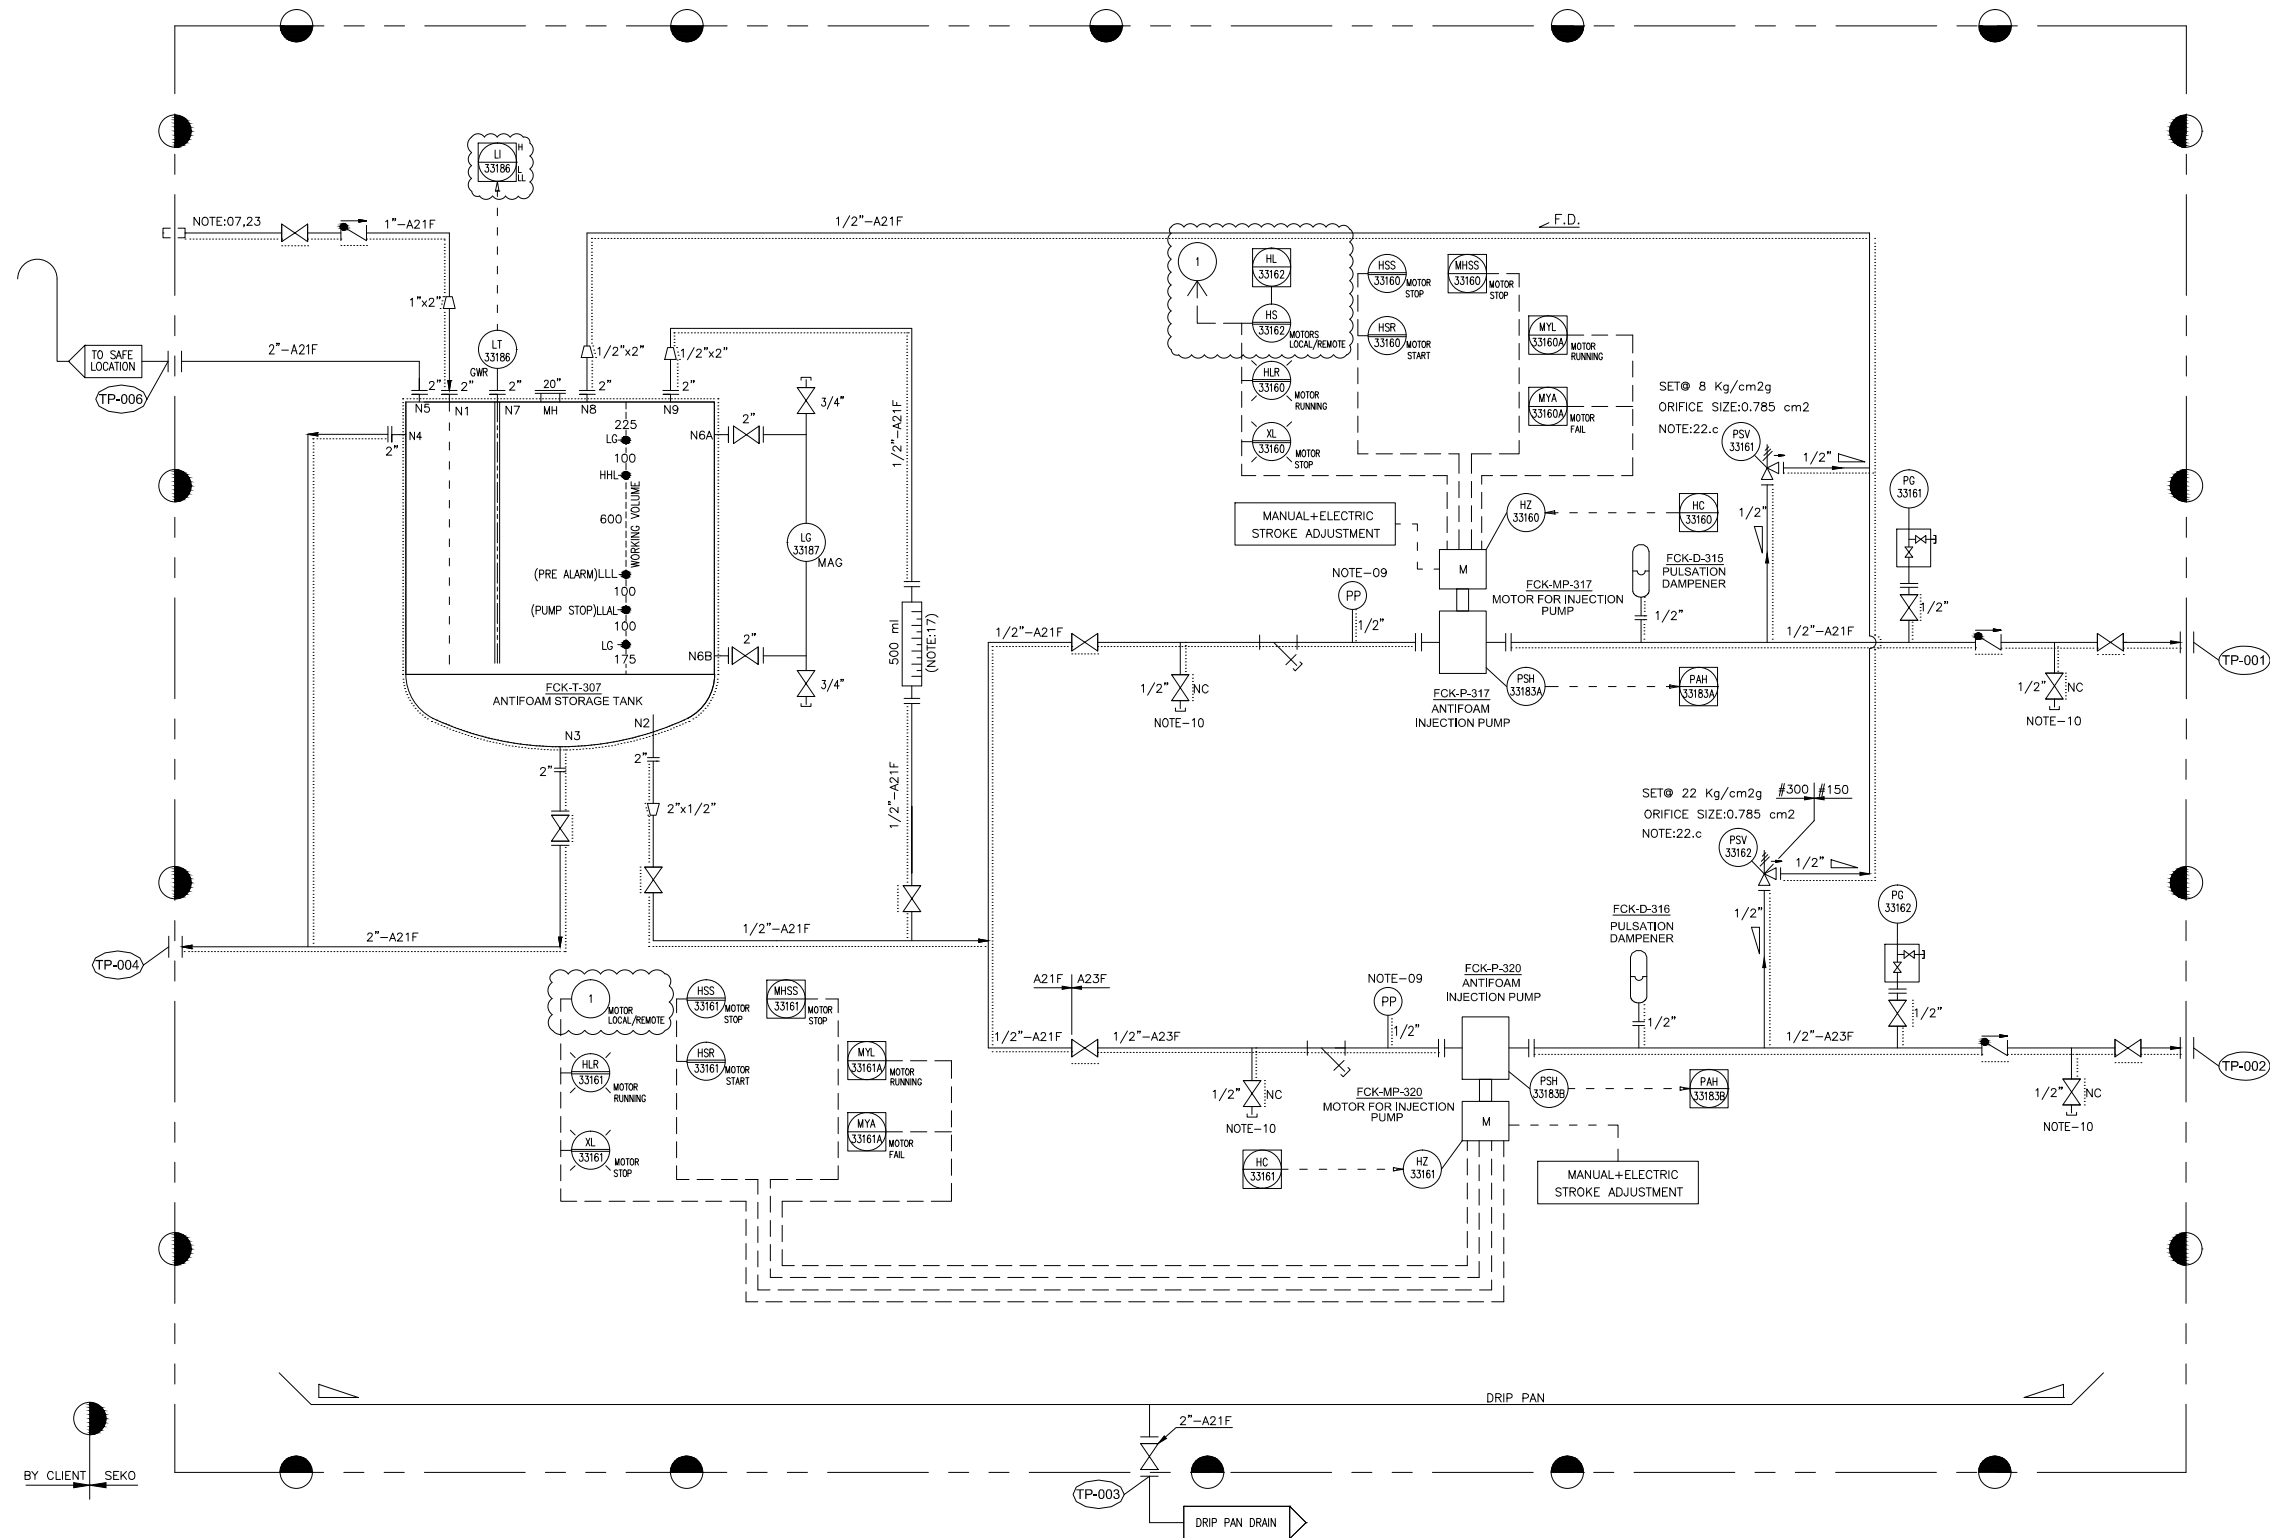 LI
33186
H
L
LL
NOTE:07,23
1"-A21F
1/2"-A21F
F.D.
1
HL
33162
HS
33162
MOTORS
LOCAL/REMOTE
HSS
33160
MOTOR
STOP
MHSS
33160
MOTOR
STOP
HSR
33160
MOTOR
START
MYL
33160A
MOTOR
RUNNING
HLR
33160
MOTOR
RUNNING
MYA
33160A
MOTOR
FAIL
XL
33160
MOTOR
STOP
1"x2"
TO SAFE
LOCATION
TP-006
2"-A21F
LT
33186
GWR
1/2"x2"
1/2"x2"
2"
2"
2"
20"
2"
2"
N5
N1
N7
MH
N8
N9
3/4"
N4
2"
N6A
2"
225
LG
100
HHL
600
WORKING VOLUME
(PRE ALARM)LLL
100
(PUMP STOP)LLAL
100
LG
175
LG
33187
MAG
N6B
2"
3/4"
FCK-T-307
ANTIFOAM STORAGE TANK
N2
N3
2"
2"
2"x1/2"
1/2"-A21F
500 ml
(NOTE:17)
1/2"-A21F
SET@ 8 Kg/cm2g
ORIFICE SIZE:0.785 cm2
NOTE:22.c
PSV
33161
1/2"
1/2"
PG
33161
1/2"
MANUAL+ELECTRIC
STROKE ADJUSTMENT
HZ
33160
HC
33160
M
FCK-MP-317
MOTOR FOR INJECTION
PUMP
FCK-D-315
PULSATION
DAMPENER
1/2"
NOTE-09
PP
1/2"
1/2"-A21F
1/2"-A21F
1/2"
NC
NOTE-10
FCK-P-317
ANTIFOAM
INJECTION PUMP
PSH
33183A
PAH
33183A
1/2"
NC
NOTE-10
TP-001
SET@ 22 Kg/cm2g
#300
#150
ORIFICE SIZE:0.785 cm2
NOTE:22.c
PSV
33162
1/2"
1/2"
PG
33162
1/2"
TP-004
2"-A21F
1/2"-A21F
1
MOTOR
LOCAL/REMOTE
HSS
33161
MOTOR
STOP
MHSS
33161
MOTOR
STOP
HSR
33161
MOTOR
START
MYL
33161A
MOTOR
RUNNING
HLR
33161
MOTOR
RUNNING
MYA
33161A
MOTOR
FAIL
XL
33161
MOTOR
STOP
A21F
A23F
1/2"-A21F
1/2"-A23F
NOTE-09
PP
1/2"
FCK-P-320
ANTIFOAM
INJECTION PUMP
FCK-D-316
PULSATION
DAMPENER
1/2"
1/2"-A23F
1/2"
NC
NOTE-10
FCK-MP-320
MOTOR FOR INJECTION
PUMP
M
PSH
33183B
PAH
33183B
1/2"
NC
NOTE-10
TP-002
HC
33161
HZ
33161
MANUAL+ELECTRIC
STROKE ADJUSTMENT
DRIP PAN
2"-A21F
TP-003
DRIP PAN DRAIN
BY CLIENT
SEKO